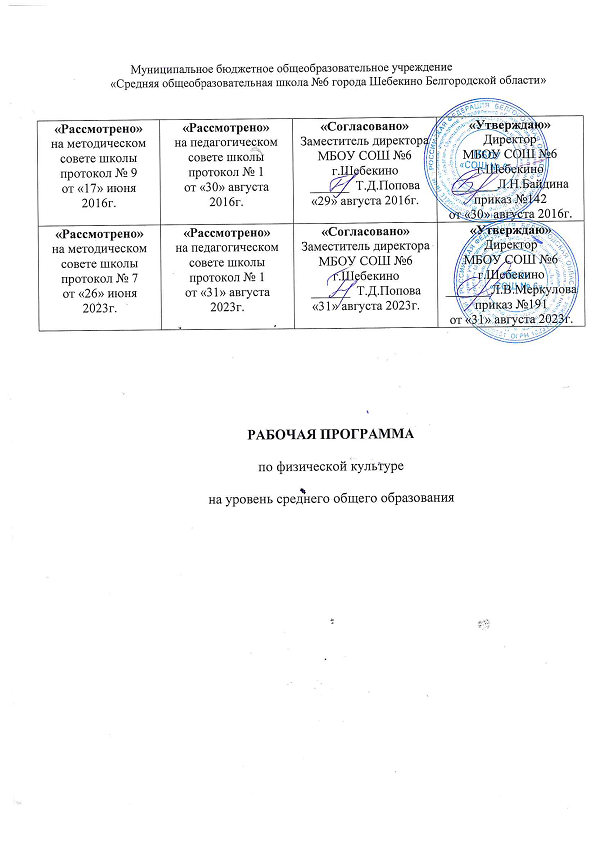 Муниципальное бюджетное общеобразовательное учреждение
«Средняя общеобразовательная школа №6 города Шебекино Белгородской области»
«Рассмотрено»
на методическом
совете школы
протокол № 9
от «17» июня
2016г.
«Рассмотрено»
на педагогическом
совете школы
протокол № 1
от «30» августа
2016г.
«Согласовано»
Заместитель директора
МБОУ СОШ №6
г.Шебекино
Т.Д.Попова
«29» августа 2016г.
«Утверждаю»
Директор
МБОУ СОШ №6
г.Шебекино
Л.Н.Байдина
приказ №142
от «30» августа 2016г.
«Рассмотрено»
на методическом
совете школы
протокол № 7
от «26» июня
2023г.
«Рассмотрено»
на педагогическом
совете школы
протокол № 1
от «31» августа
2023г.
«Согласовано»
Заместитель директора
МБОУ СОШ №6
г.Шебекино
Т.Д.Попова
«31» августа 2023г.
«Утверждаю»
Директор
МБОУ СОШ №6
г.Шебекино
Л.В.Меркулова
приказ №191
от «31» августа 2023г.
РАБОЧАЯ ПРОГРАММА
по физической культуре
на уровень среднего общего образования